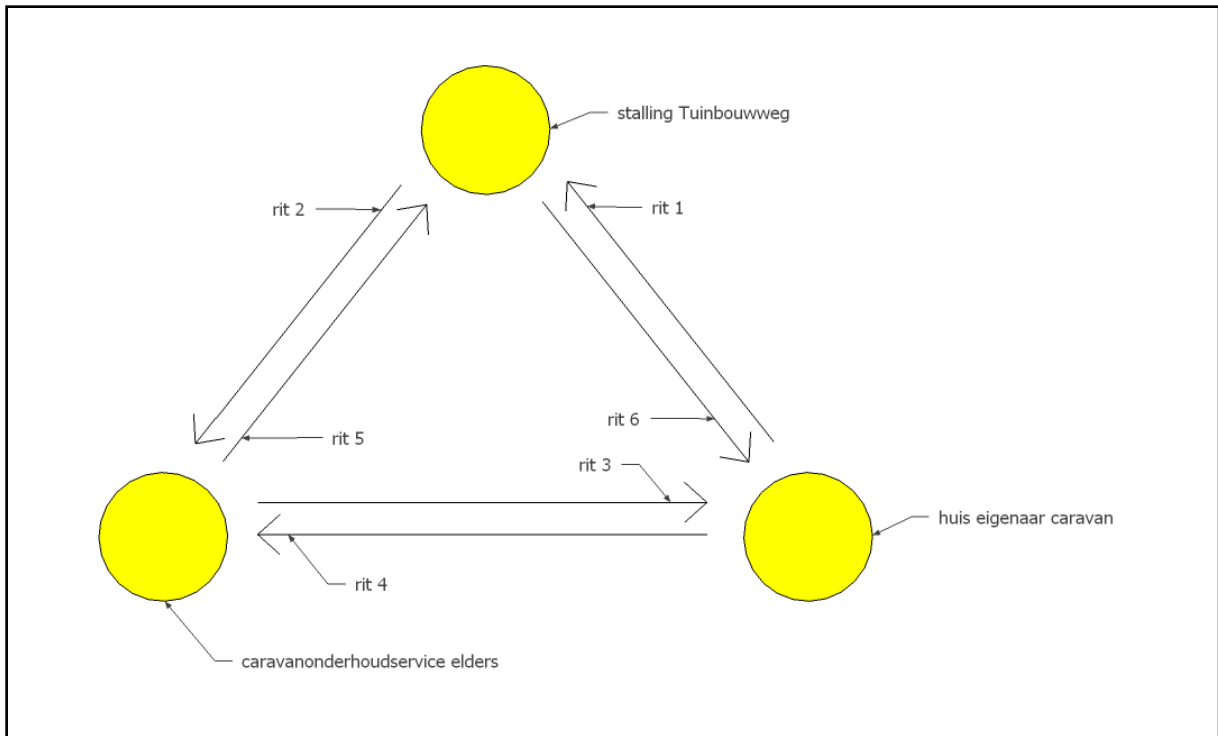 stalling Tuinbouwweg
rit 2
rit 1
rit 6
rit 5
rit 3
huis eigenaar caravan
rit 4
caravanonderhoudservice elders